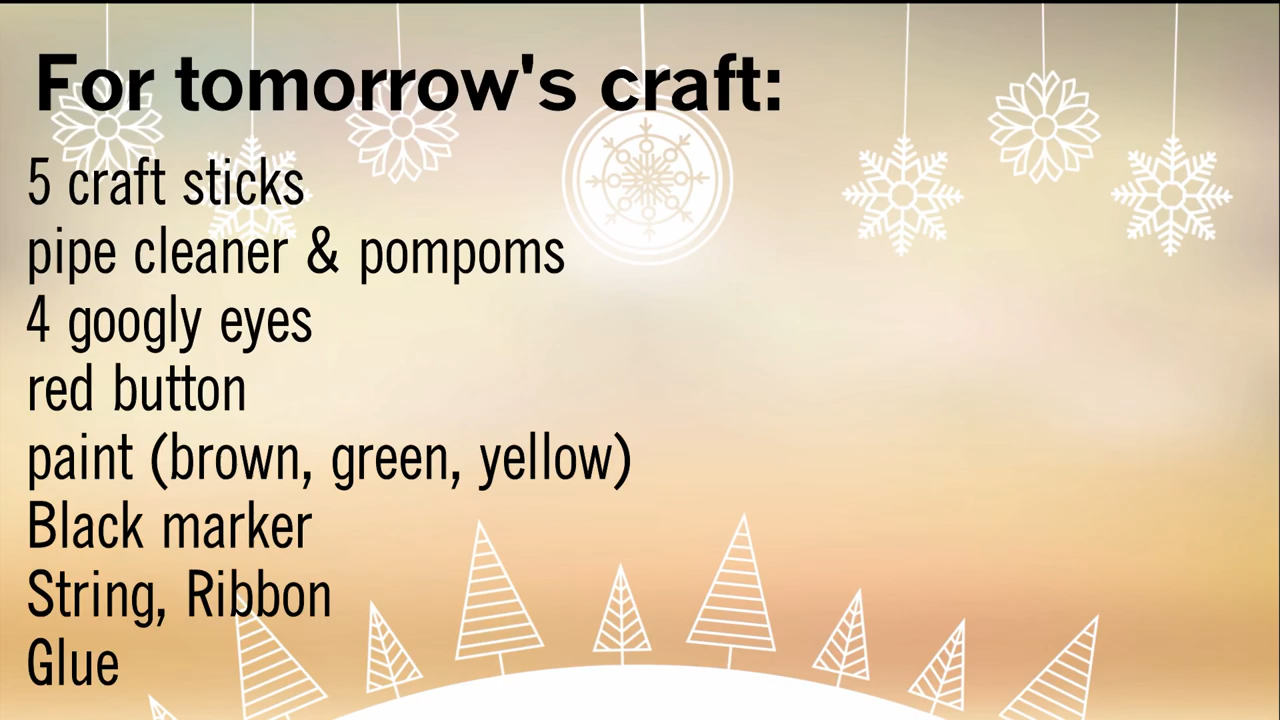 For tomorrow's craft:
5 craft sticks
pipe cleaner & pompoms
4 googly eyes
red button
paint (brown, green, yellow)
Black marker
String, Ribbon
Glue